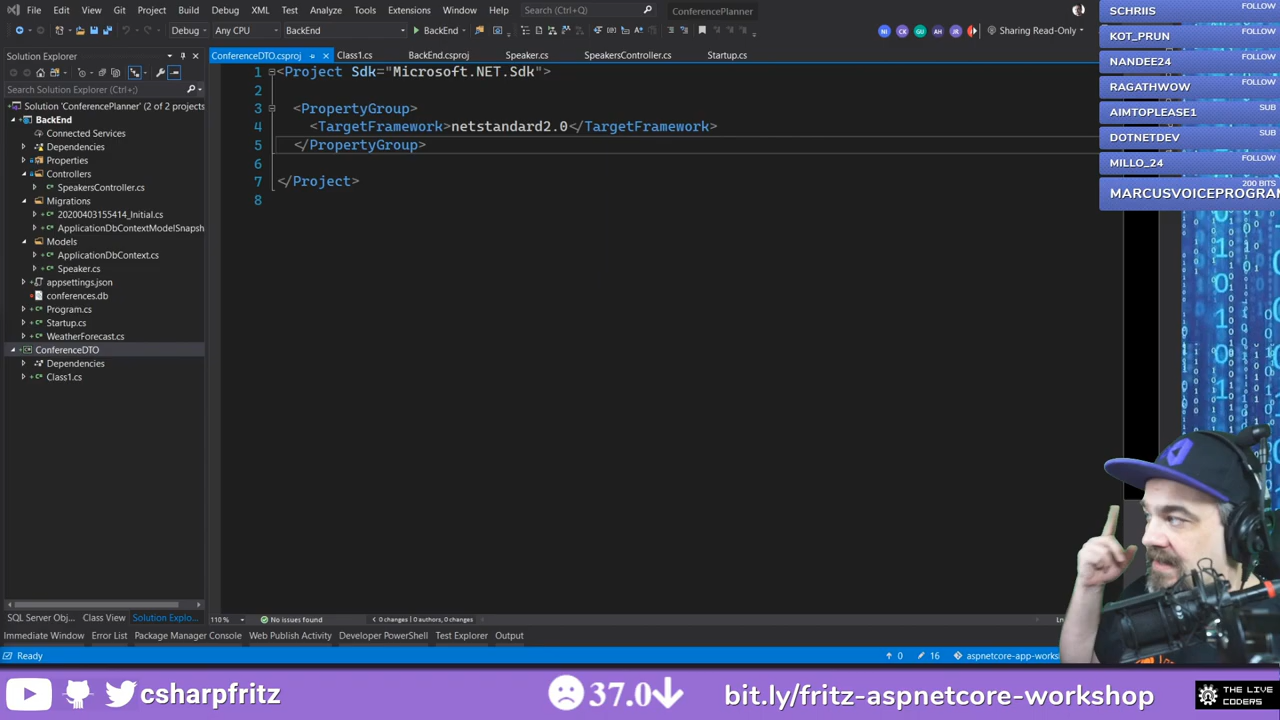 File Edit View Git Project Build Debug XML Test Analyze Tools Extensions Window Help Search (Ctrl+Q) ConferencePlanner
Debug Any CPU BackEnd BackEnd Sharing Read-Only
NI CK GU AH JR
Solution Explorer
Search Solution Explorer (Ctrl+;)
Solution 'ConferencePlanner' (2 of 2 projects
BackEnd
Connected Services
Dependencies
Properties
Controllers
SpeakersController.cs
Migrations
20200403155414_Initial.cs
ApplicationDbContextModelSnapsh
Models
ApplicationDbContext.cs
Speaker.cs
appsettings.json
conferences.db
Program.cs
Startup.cs
WeatherForecast.cs
ConferenceDTO
Dependencies
Class1.cs
SQL Server Obj... Class View Solution Explo...
ConferenceDTO.csproj Class1.cs BackEnd.csproj Speaker.cs SpeakersController.cs Startup.cs
1 <Project Sdk="Microsoft.NET.Sdk">
2
3 <PropertyGroup>
4 <TargetFramework>netstandard2.0</TargetFramework>
5 </PropertyGroup>
6
7 </Project>
8
110 % No issues found 0 changes | 0 authors, 0 changes Ln
Immediate Window Error List Package Manager Console Web Publish Activity Developer PowerShell Test Explorer Output
Ready 0 16 aspnetcore-app-works
SCHRIIS FOLLOW
KOT_PRUN FOLLOW
NANDEE24 FOLLOW
RAGATHWOW FOLLOW
AIMTOPLEASE1 SUB
DOTNETDEV SUB
MILLO_24 FOLLOW
200 BITS
MARCUSVOICEPROGRAM
csharpfritz 37.0 bit.ly/fritz-aspnetcore-workshop THE LIVE
CODERS